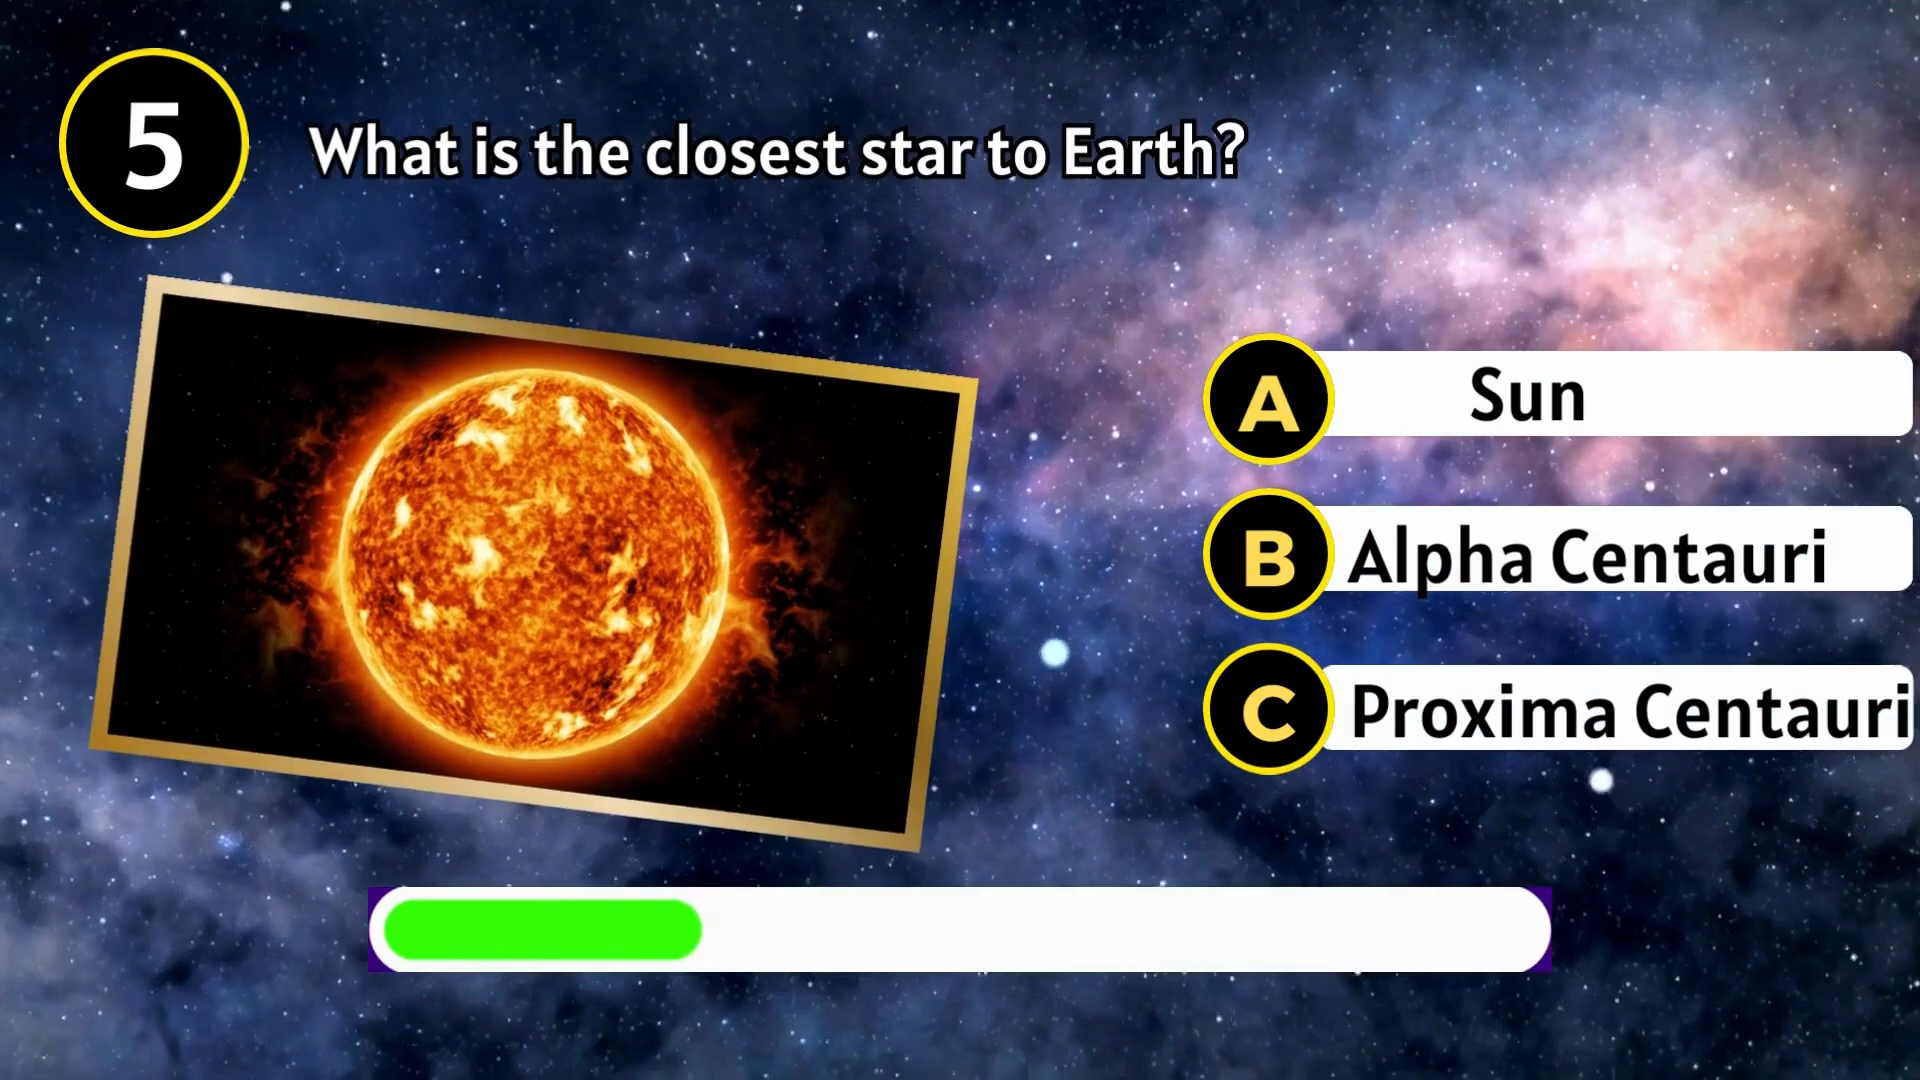 5
What is the closest star to Earth?
A Sun
B Alpha Centauri
C Proxima Centauri